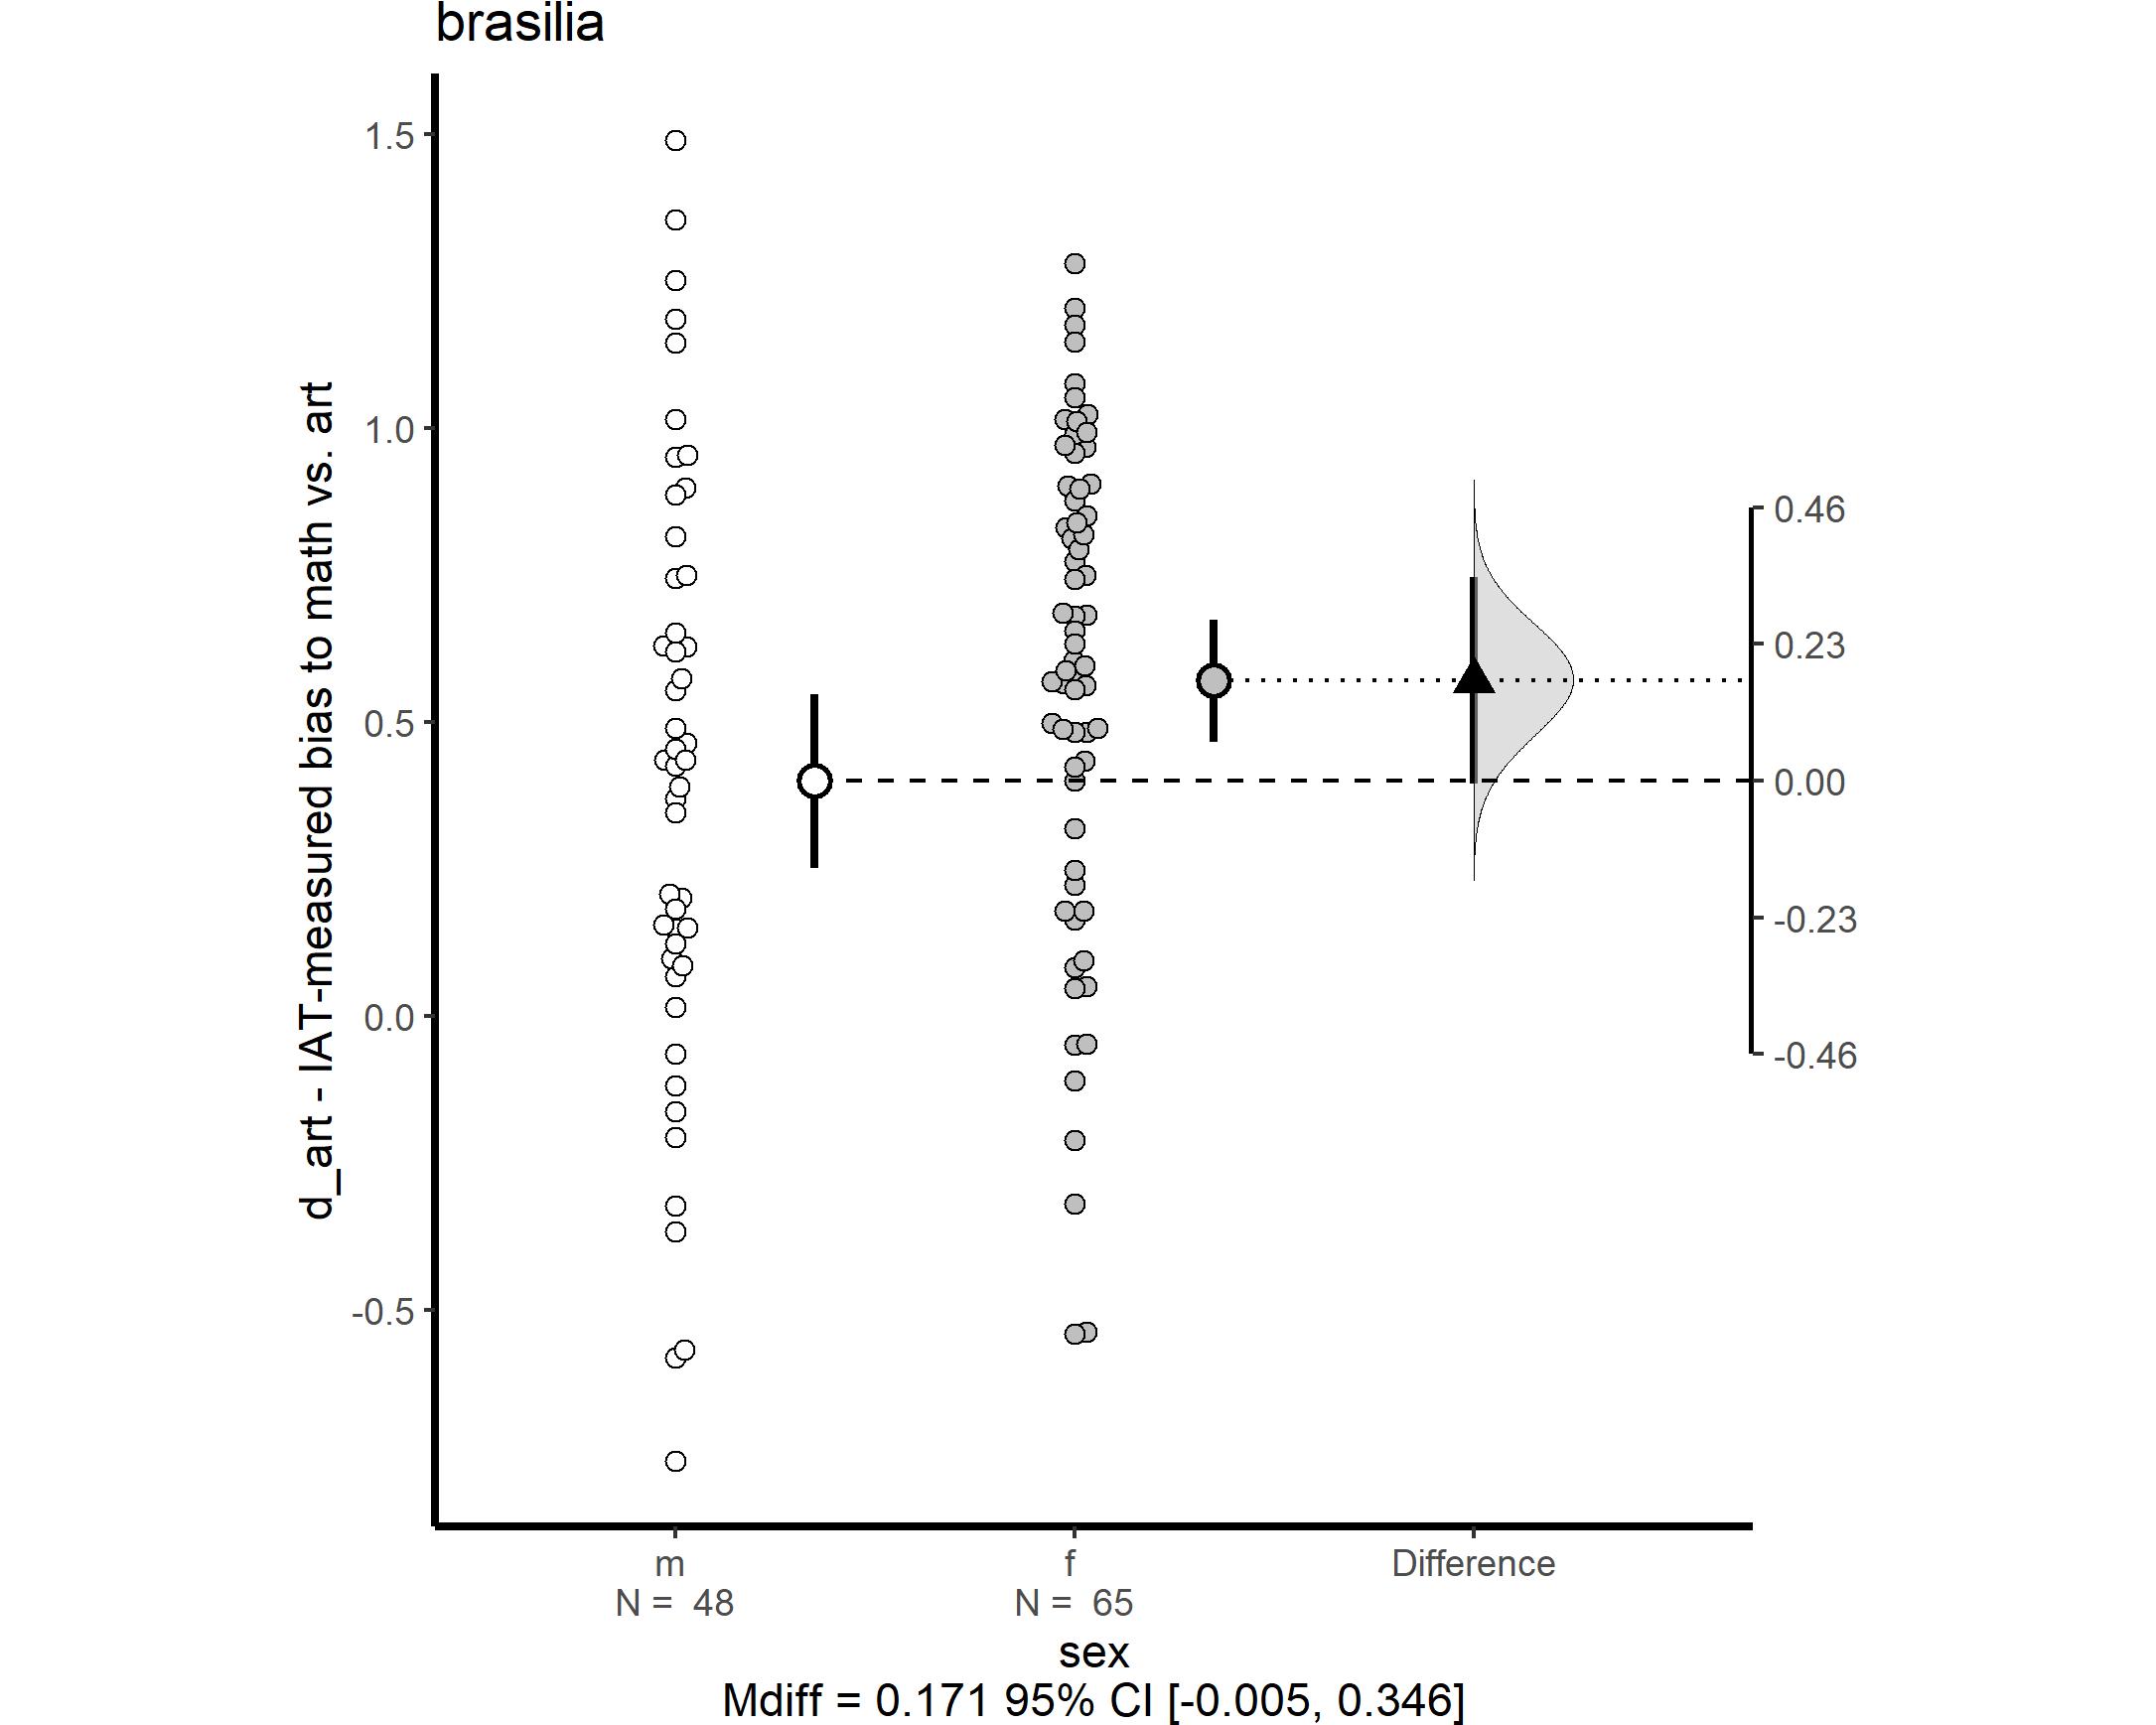 brasilia
d_art - IAT-measured bias to math vs. art
1.5
1.0
0.5
0.0
-0.5
0.46
0.23
0.00
-0.23
-0.46
m
N =  48
f
N =  65
Difference
sex
Mdiff = 0.171 95% CI [-0.005, 0.346]